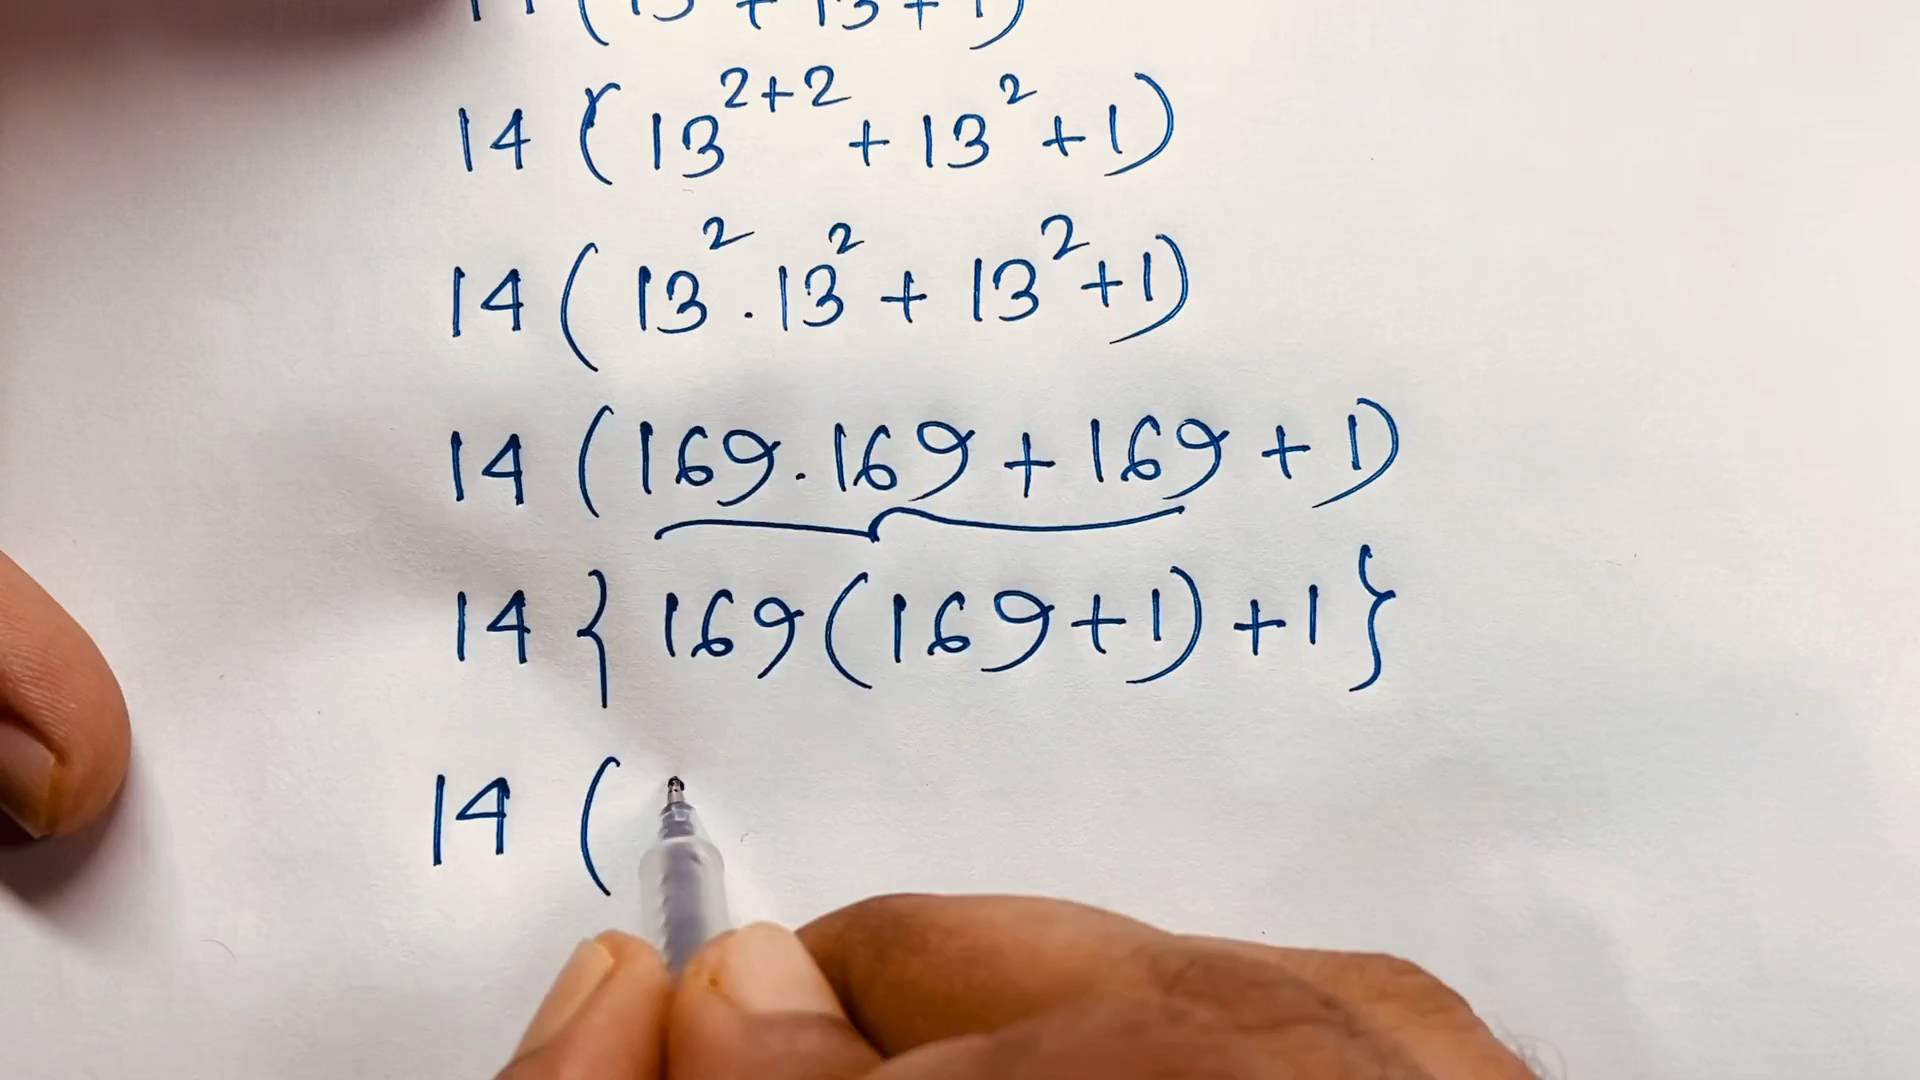 14 (13^{2+2} + 13^2 + 1)
14 (13^2 . 13^2 + 13^2 + 1)
14 (169 . 169 + 169 + 1)
14 { 169 (169 + 1) + 1 }
14 (